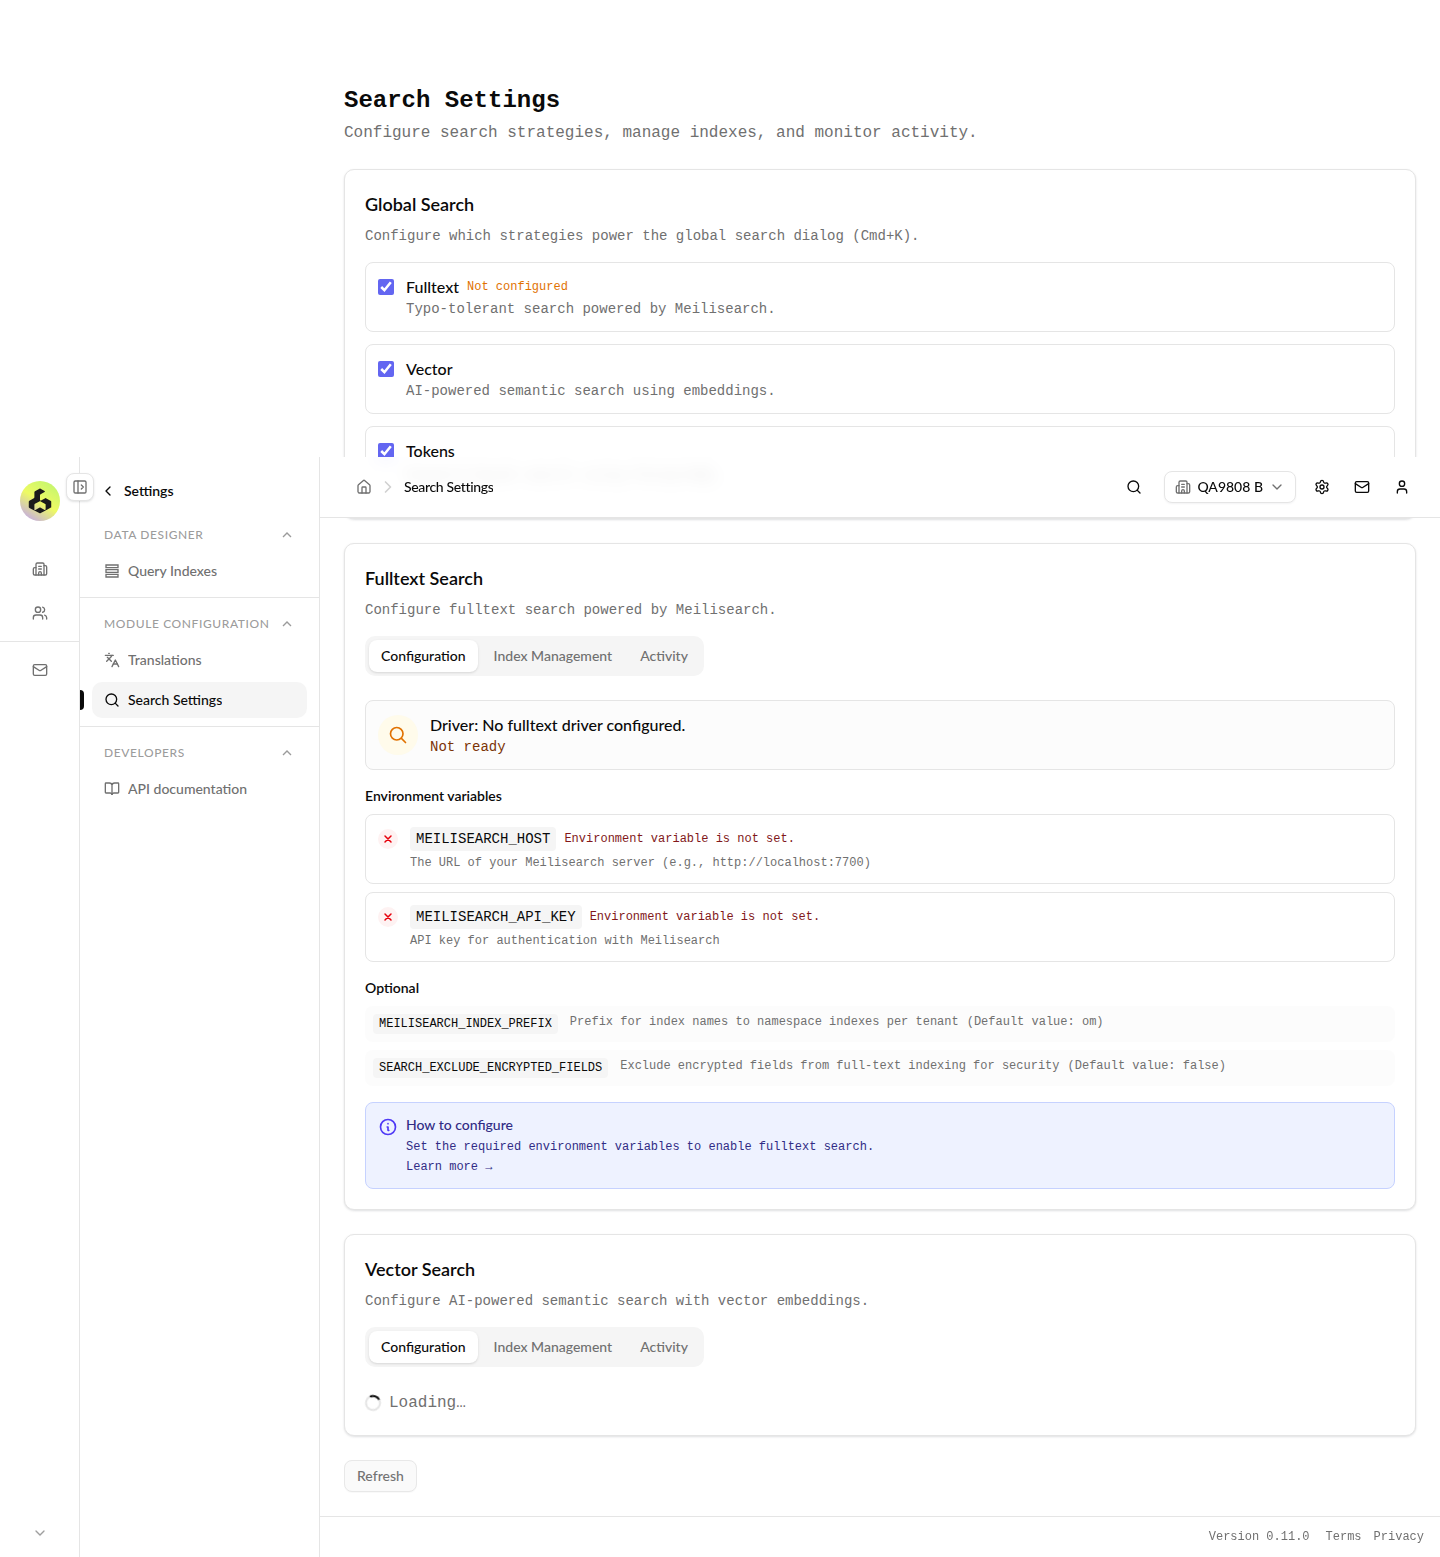 Search Settings
Configure search strategies, manage indexes, and monitor activity.
Global Search
Configure which strategies power the global search dialog (Cmd+K).
Fulltext Not configured
Typo-tolerant search powered by Meilisearch.
Vector
AI-powered semantic search using embeddings.
Tokens
Settings
Search Settings
QA9808 B
DATA DESIGNER
Query Indexes
MODULE CONFIGURATION
Translations
Search Settings
DEVELOPERS
API documentation
Fulltext Search
Configure fulltext search powered by Meilisearch.
Configuration Index Management Activity
Driver: No fulltext driver configured.
Not ready
Environment variables
MEILISEARCH_HOST Environment variable is not set.
The URL of your Meilisearch server (e.g., http://localhost:7700)
MEILISEARCH_API_KEY Environment variable is not set.
API key for authentication with Meilisearch
Optional
MEILISEARCH_INDEX_PREFIX Prefix for index names to namespace indexes per tenant (Default value: om)
SEARCH_EXCLUDE_ENCRYPTED_FIELDS Exclude encrypted fields from full-text indexing for security (Default value: false)
How to configure
Set the required environment variables to enable fulltext search.
Learn more →
Vector Search
Configure AI-powered semantic search with vector embeddings.
Configuration Index Management Activity
Loading…
Refresh
Version 0.11.0 Terms Privacy